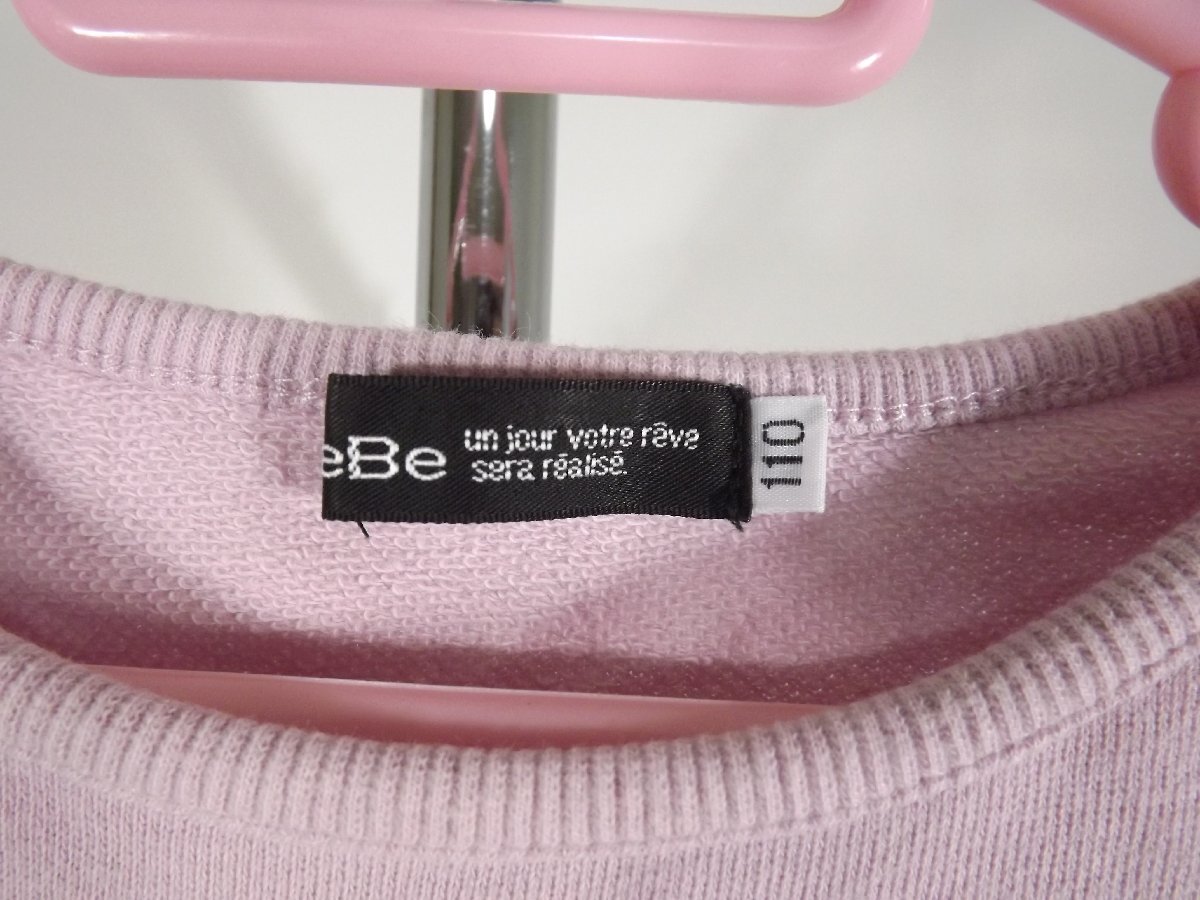 eBe
un jour votre rêve
sera réalisé.
110